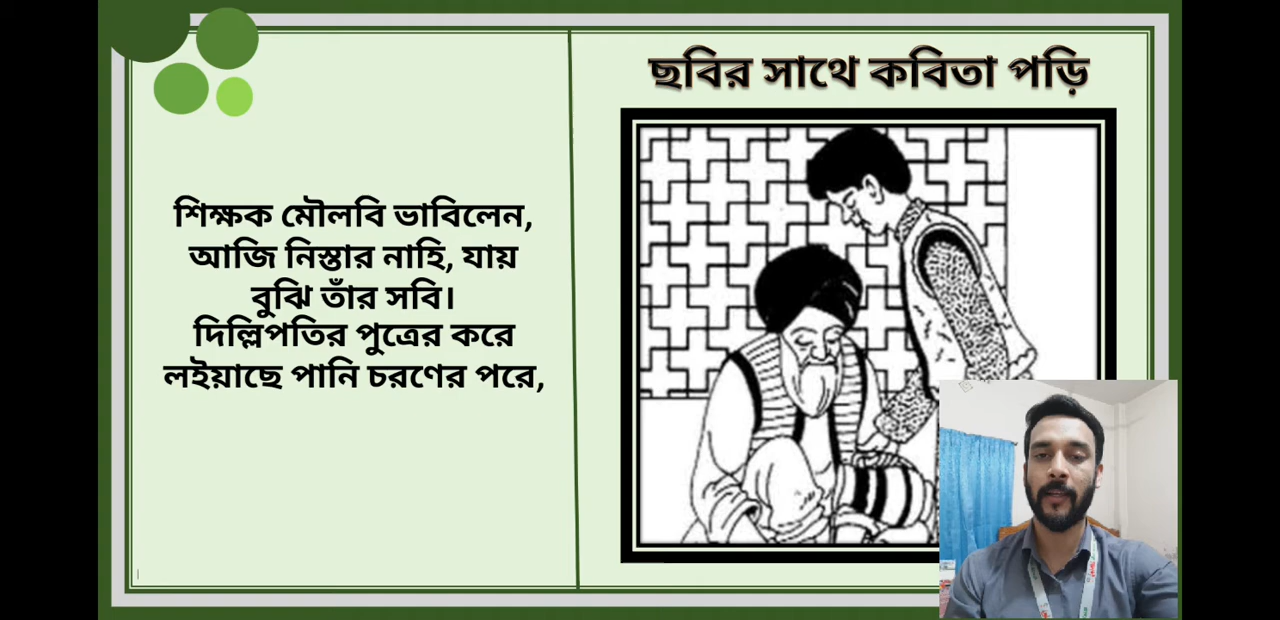 ছবির সাথে কবিতা পড়ি
শিক্ষক মৌলবি ভাবিলেন,
আজি নিস্তার নাহি, যায়
বুঝি তাঁর সবি।
দিল্লিপতির পুত্রের করে
লইয়াছে পানি চরণের পরে,